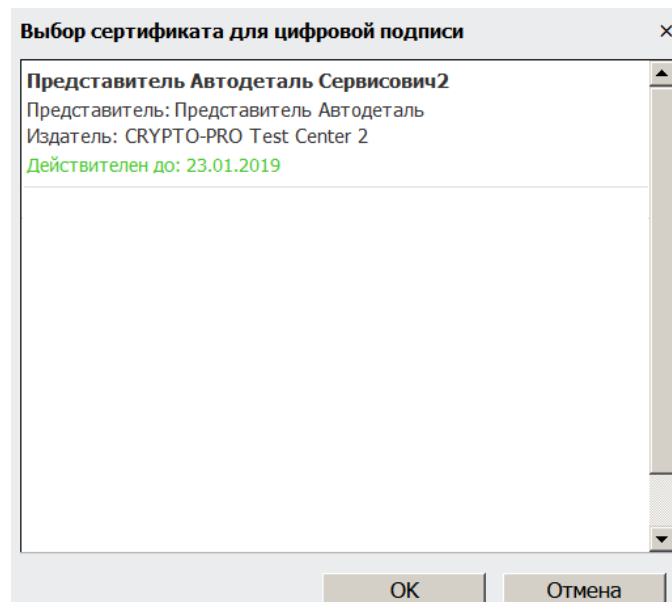 Выбор сертификата для цифровой подписи
Представитель Автодеталь Сервисович2
Представитель: Представитель Автодеталь
Издатель: CRYPTO-PRO Test Center 2
Действителен до: 23.01.2019
OK
Отмена